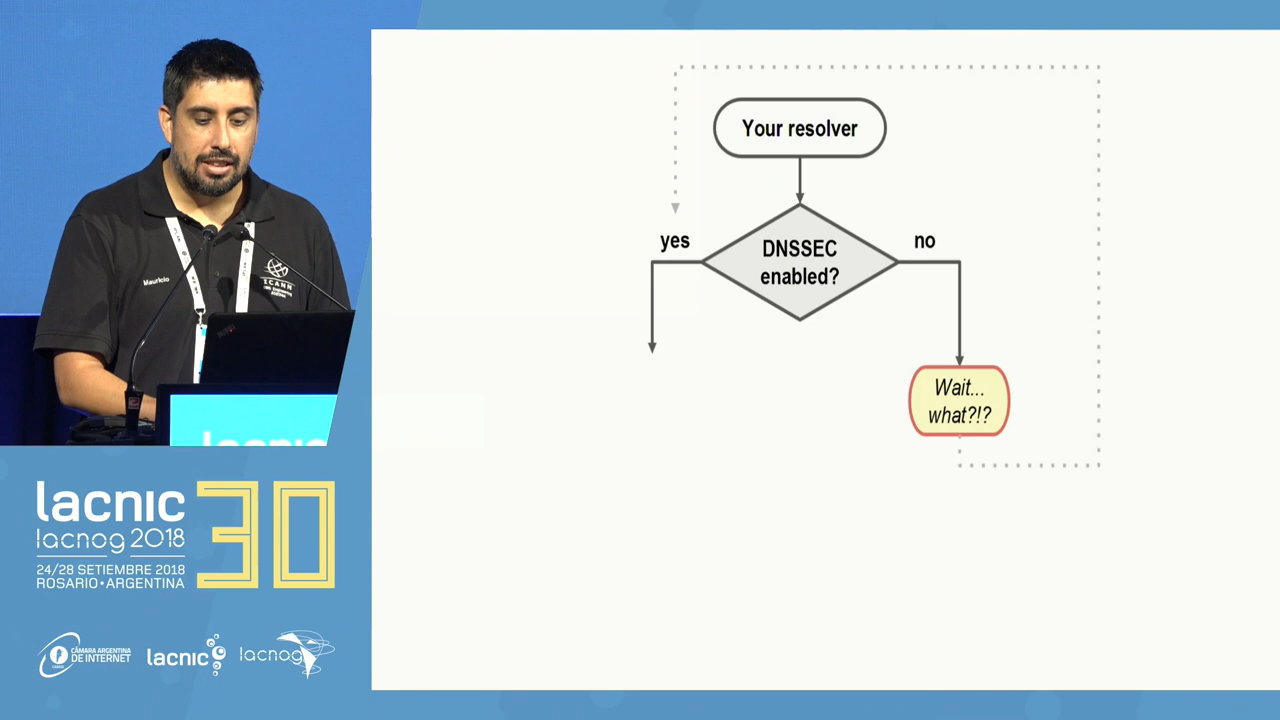 Your resolver
DNSSEC
enabled?
yes
no
Wait...
what?!?
Mauricio
ICANN
lacnic
lacnic 30
lacnog 2018
24/28 SETIEMBRE 2018
ROSARIO•ARGENTINA
CÁMARA ARGENTINA
DE INTERNET
lacnic
lacnog